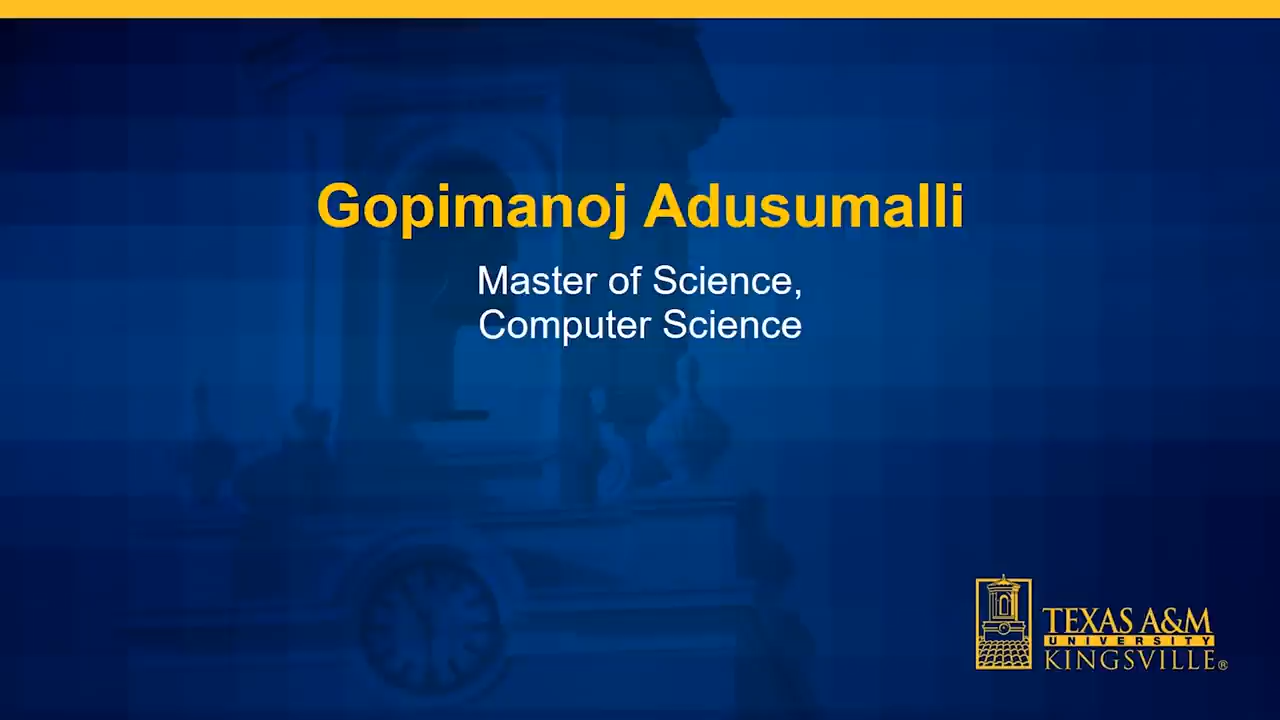 Gopimanoj Adusumalli
Master of Science,
Computer Science
TEXAS A&M
UNIVERSITY
KINGSVILLE®